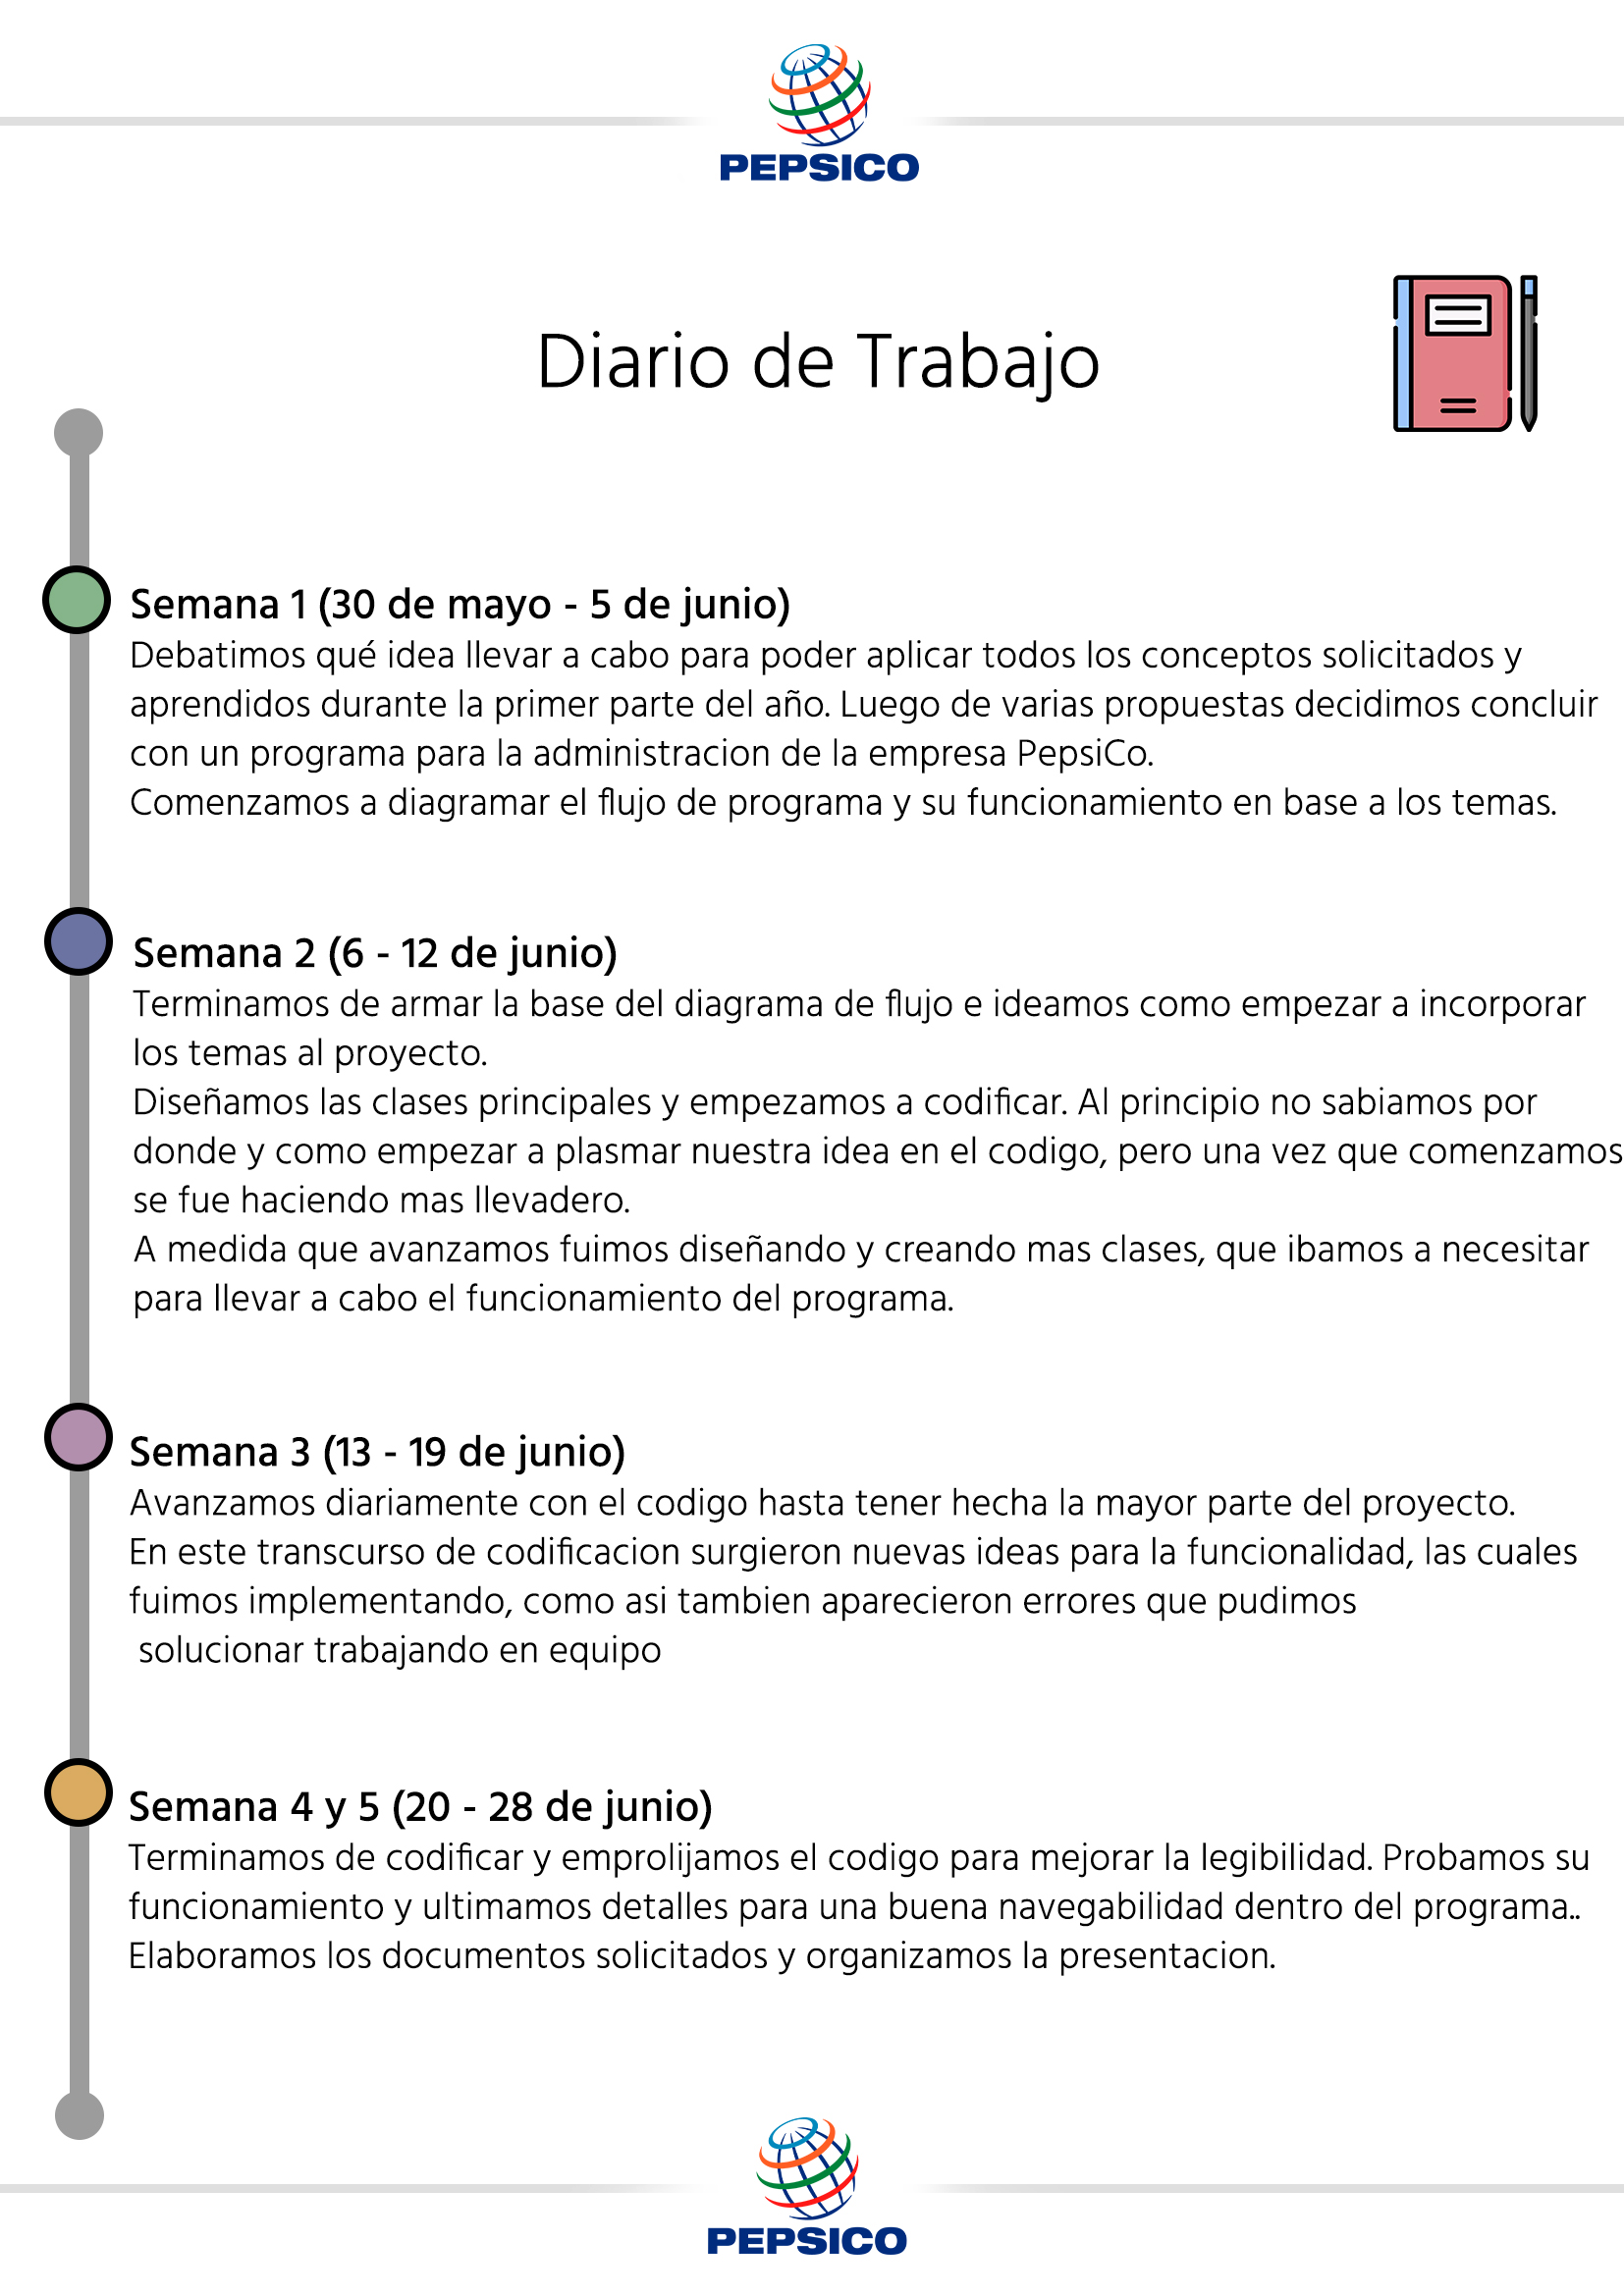 PEPSICO
Diario de Trabajo
Semana 1 (30 de mayo - 5 de junio)
Debatimos qué idea llevar a cabo para poder aplicar todos los conceptos solicitados y
aprendidos durante la primer parte del año. Luego de varias propuestas decidimos concluir
con un programa para la administracion de la empresa PepsiCo.
Comenzamos a diagramar el flujo de programa y su funcionamiento en base a los temas.
Semana 2 (6 - 12 de junio)
Terminamos de armar la base del diagrama de flujo e ideamos como empezar a incorporar
los temas al proyecto.
Diseñamos las clases principales y empezamos a codificar. Al principio no sabiamos por
donde y como empezar a plasmar nuestra idea en el codigo, pero una vez que comenzamos
se fue haciendo mas llevadero.
A medida que avanzamos fuimos diseñando y creando mas clases, que ibamos a necesitar
para llevar a cabo el funcionamiento del programa.
Semana 3 (13 - 19 de junio)
Avanzamos diariamente con el codigo hasta tener hecha la mayor parte del proyecto.
En este transcurso de codificacion surgieron nuevas ideas para la funcionalidad, las cuales
fuimos implementando, como asi tambien aparecieron errores que pudimos
solucionar trabajando en equipo
Semana 4 y 5 (20 - 28 de junio)
Terminamos de codificar y emprolijamos el codigo para mejorar la legibilidad. Probamos su
funcionamiento y ultimamos detalles para una buena navegabilidad dentro del programa..
Elaboramos los documentos solicitados y organizamos la presentacion.
PEPSICO